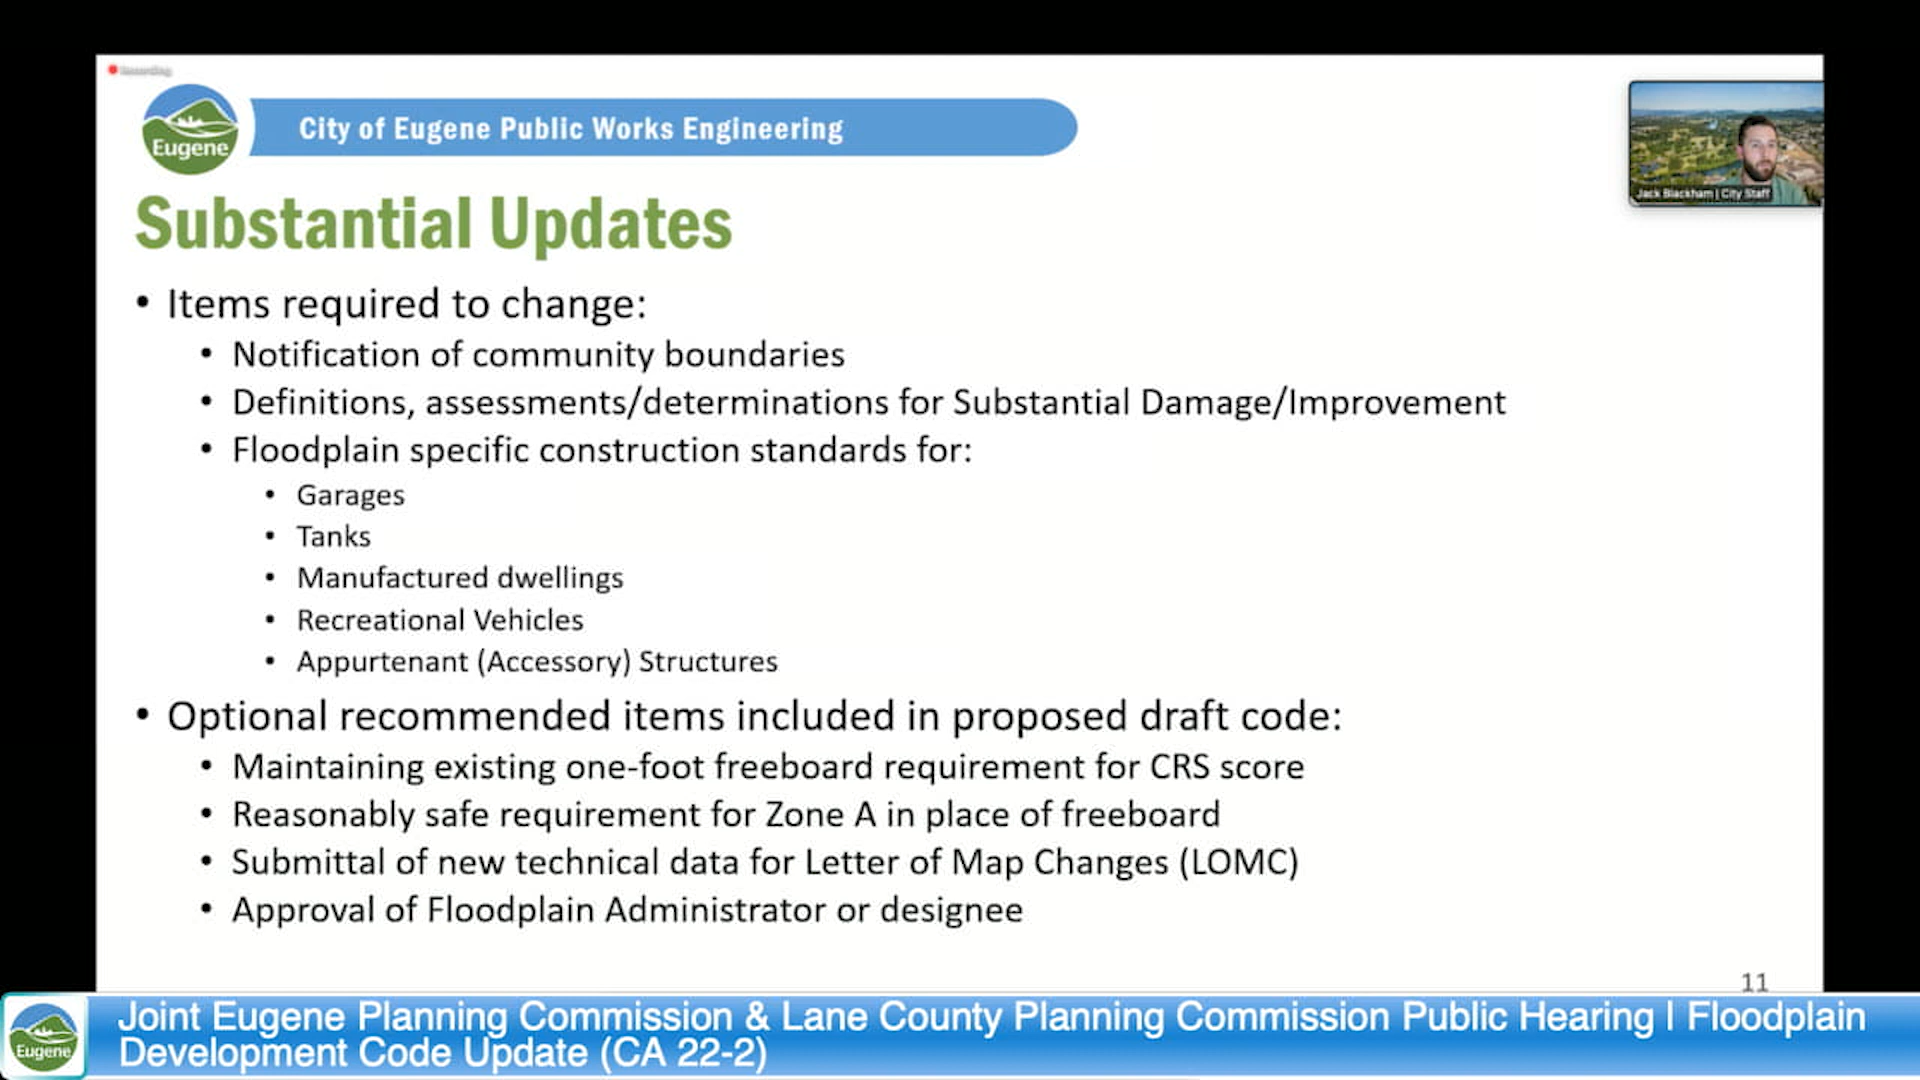 Recording
Eugene
City of Eugene Public Works Engineering
Jack Blackham | City Staff
Substantial Updates
• Items required to change:
• Notification of community boundaries
• Definitions, assessments/determinations for Substantial Damage/Improvement
• Floodplain specific construction standards for:
• Garages
• Tanks
• Manufactured dwellings
• Recreational Vehicles
• Appurtenant (Accessory) Structures
• Optional recommended items included in proposed draft code:
• Maintaining existing one-foot freeboard requirement for CRS score
• Reasonably safe requirement for Zone A in place of freeboard
• Submittal of new technical data for Letter of Map Changes (LOMC)
• Approval of Floodplain Administrator or designee
11
Eugene
Joint Eugene Planning Commission & Lane County Planning Commission Public Hearing | Floodplain
Development Code Update (CA 22-2)